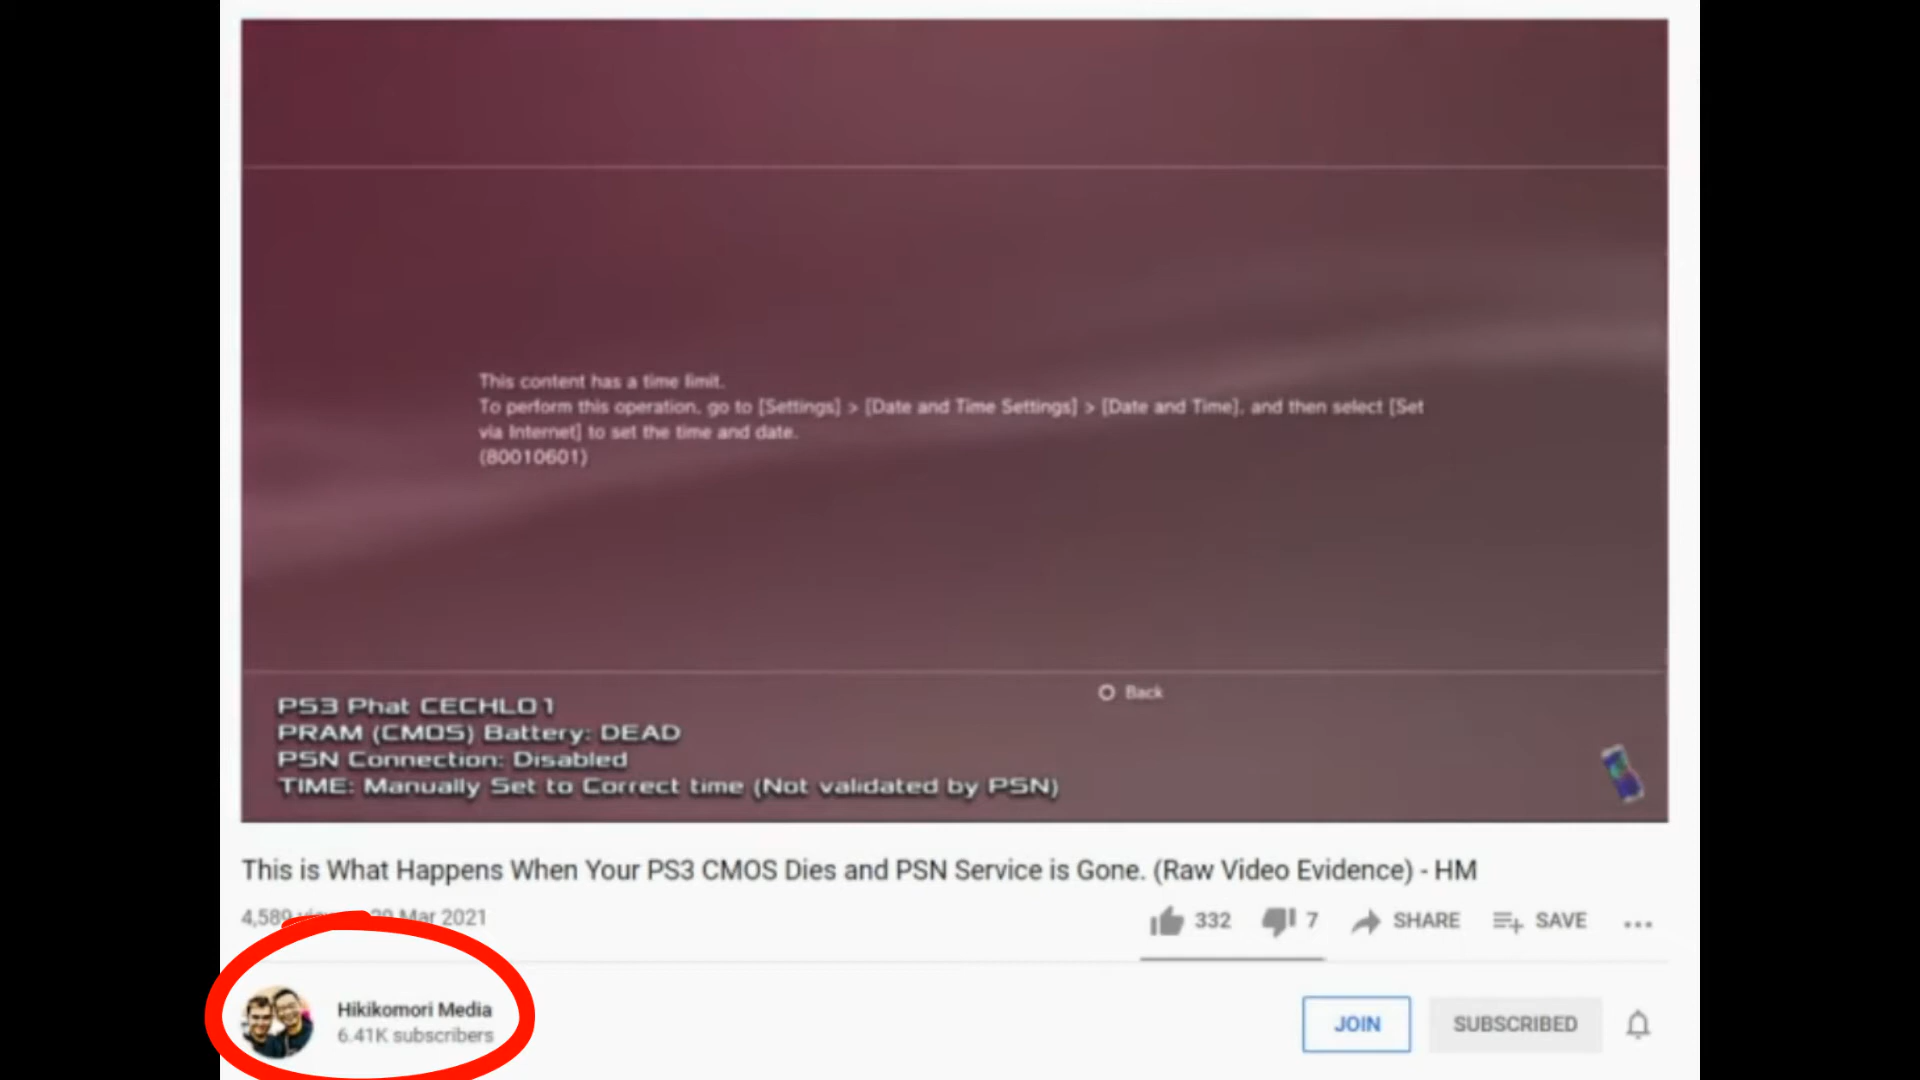 This content has a time limit.
To perform this operation, go to [Settings] > [Date and Time Settings] > [Date and Time], and then select [Set
via Internet] to set the time and date.
(80010601)
Back
PS3 Phat CECHL01
PRAM (CMOS) Battery: DEAD
PSN Connection: Disabled
TIME: Manually Set to Correct time (Not validated by PSN)
This is What Happens When Your PS3 CMOS Dies and PSN Service is Gone. (Raw Video Evidence) - HM
4,589 Mar 2021
332 7 SHARE SAVE
Hikikomori Media
6.41K subscribers
JOIN SUBSCRIBED